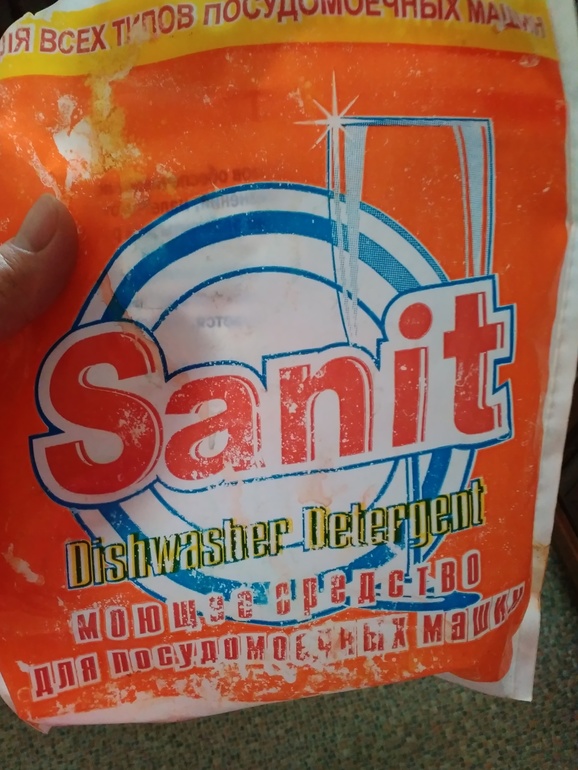 ДЛЯ ВСЕХ ТИПОВ ПОСУДОМОЕЧНЫХ МАШИН
Sanit
Dishwasher Detergent
МОЮЩЕЕ СРЕДСТВО
ДЛЯ ПОСУДОМОЕЧНЫХ МАШИН